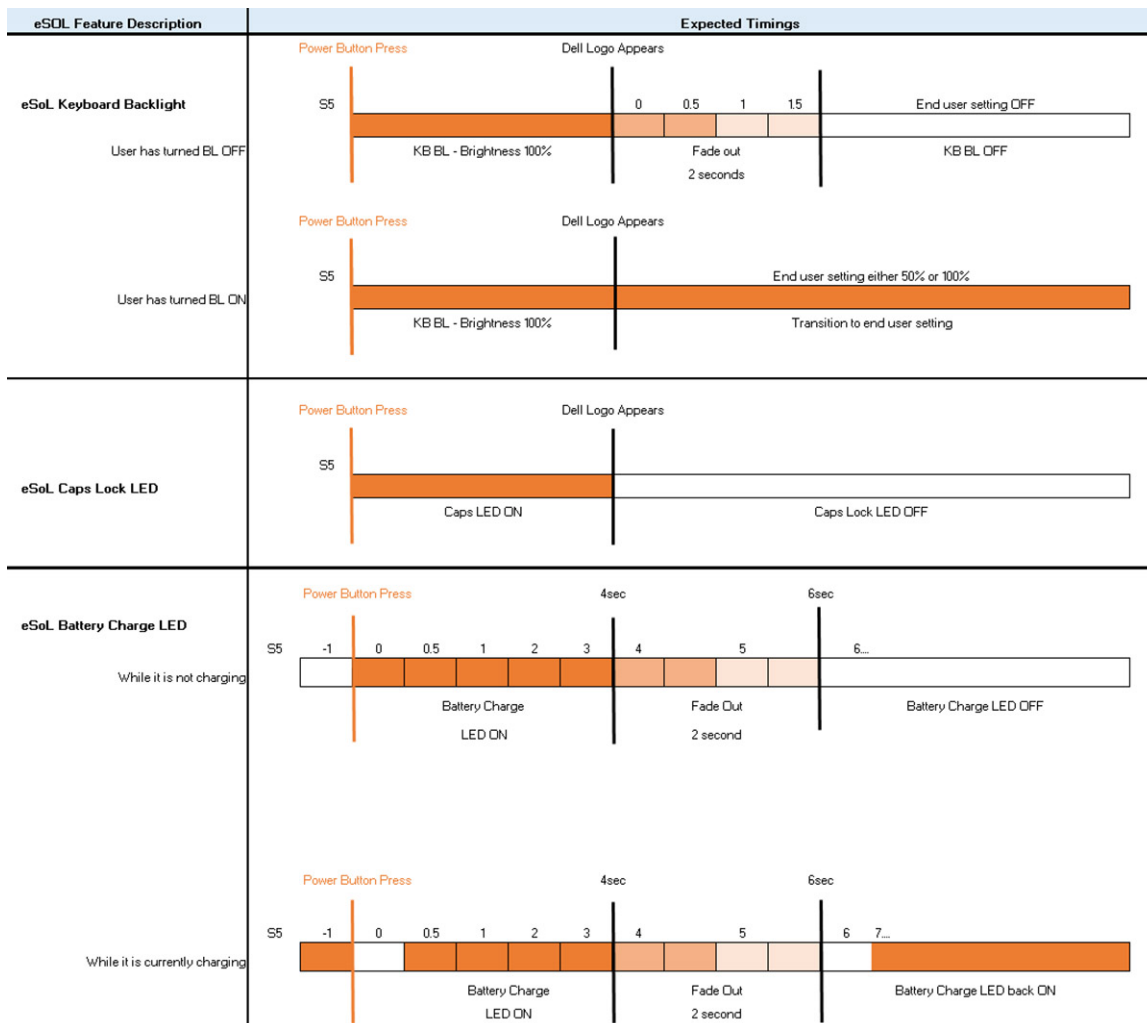 eSOL Feature Description Expected Timings
Power Button Press Dell Logo Appears
eSoL Keyboard Backlight S5 0 0.5 1 1.5 End user setting OFF
User has turned BL OFF KB BL - Brightness 100% Fade out KB BL OFF
2 seconds
Power Button Press Dell Logo Appears
S5 End user setting either 50% or 100%
User has turned BL ON
KB BL - Brightness 100% Transition to end user setting
Power Button Press Dell Logo Appears
S5
eSoL Caps Lock LED
Caps LED ON Caps Lock LED OFF
Power Button Press 4sec 6sec
eSoL Battery Charge LED
S5 -1 0 0.5 1 2 3 4 5 6....
While it is not charging
Battery Charge Fade Out Battery Charge LED OFF
LED ON 2 second
Power Button Press 4sec 6sec
S5 -1 0 0.5 1 2 3 4 5 6 7....
While it is currently charging
Battery Charge Fade Out Battery Charge LED back ON
LED ON 2 second